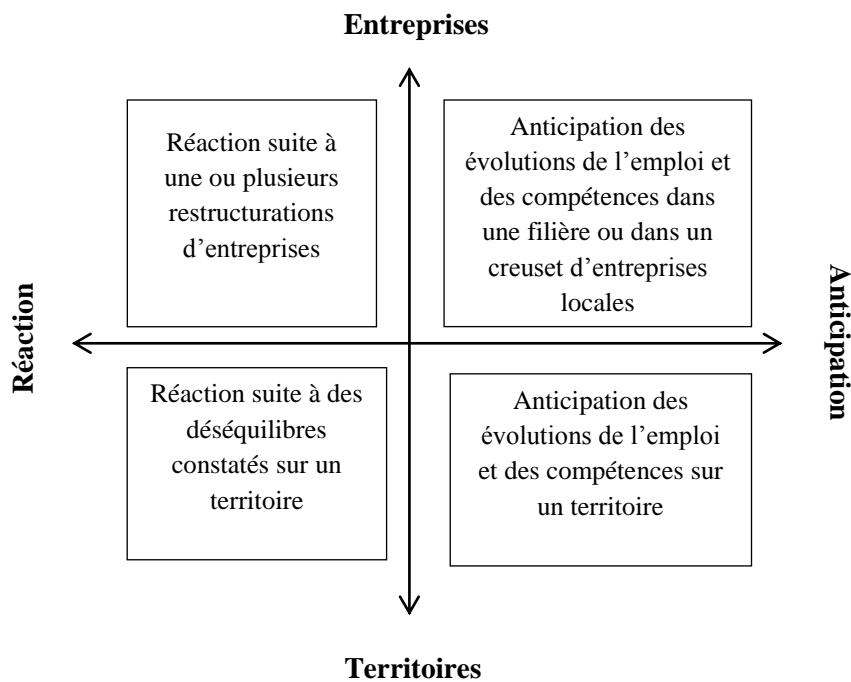 Entreprises
Réaction suite à
une ou plusieurs
restructurations
d’entreprises
Anticipation des
évolutions de l’emploi et
des compétences dans
une filière ou dans un
creuset d’entreprises
locales
Réaction
Anticipation
Réaction suite à des
déséquilibres
constatés sur un
territoire
Anticipation des
évolutions de l’emploi
et des compétences sur
un territoire
Territoires